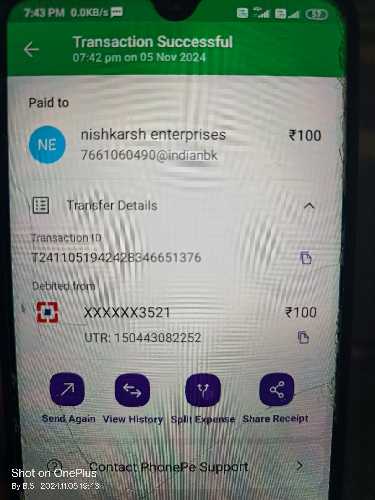 7:43 PM 0.0KB/s
57
Transaction Successful
07:42 pm on 05 Nov 2024
Paid to
NE
nishkarsh enterprises ₹100
7661060490@indianbk
Transfer Details
Transaction ID
T2411051942428346651376
Debited from
XXXXXX3521 ₹100
UTR: 150443082252
Send Again View History Split Expense Share Receipt
Contact PhonePe Support
Shot on OnePlus
By B.S 2024.11.05 19:43